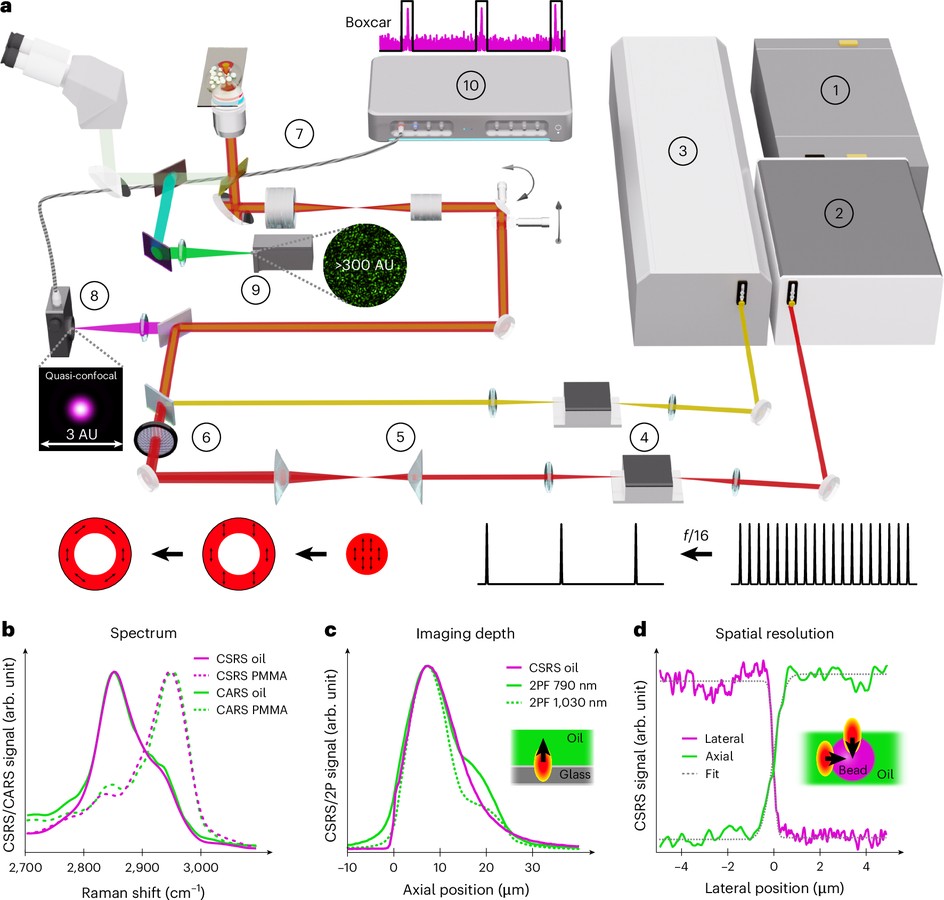 a
Boxcar
10
1
3
2
7
>300 AU
8
9
Quasi-confocal
3 AU
6
5
4
f/16
b
Spectrum
CSRS/CARS signal (arb. unit)
CSRS oil
CSRS PMMA
CARS oil
CARS PMMA
2,700
2,800
2,900
3,000
Raman shift (cm⁻¹)
c
Imaging depth
CSRS/2P signal (arb. unit)
CSRS oil
2PF 790 nm
2PF 1,030 nm
Oil
Glass
–10
0
10
20
30
Axial position (μm)
d
Spatial resolution
CSRS signal (arb. unit)
Lateral
Axial
Fit
Bead
Oil
–4
–2
0
2
4
Lateral position (μm)